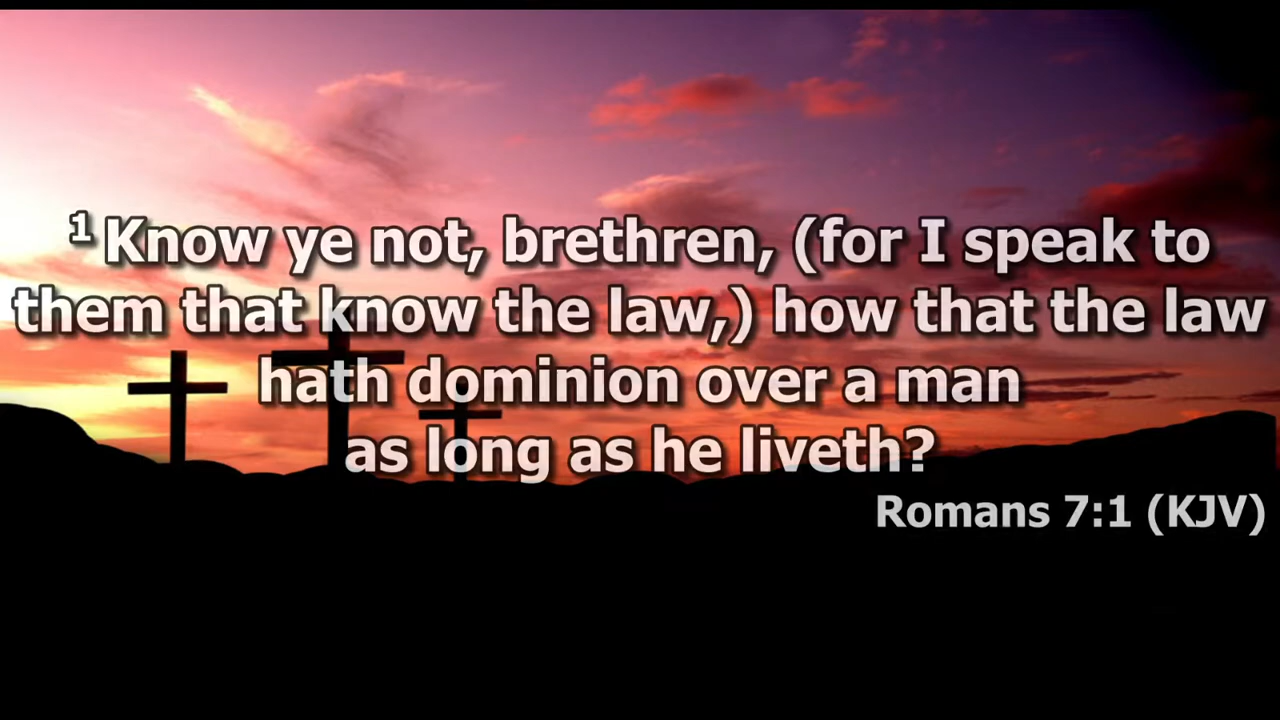 1 Know ye not, brethren, (for I speak to
them that know the law,) how that the law
hath dominion over a man
as long as he liveth?
Romans 7:1 (KJV)